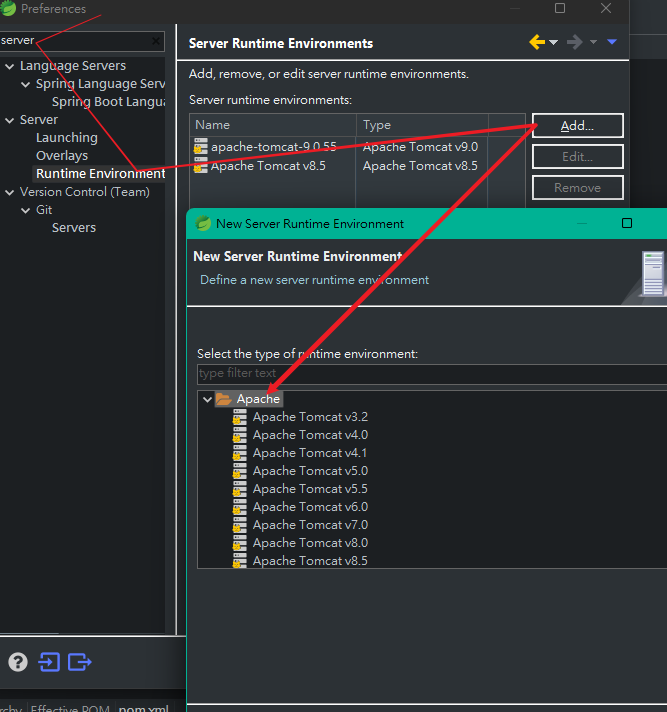 Preferences
server
Language Servers
Spring Language Serv
Spring Boot Langua
Server
Launching
Overlays
Runtime Environment
Version Control (Team)
Git
Servers
Server Runtime Environments
Add, remove, or edit server runtime environments.
Server runtime environments:
Name Type
apache-tomcat-9.0.55 Apache Tomcat v9.0
Apache Tomcat v8.5 Apache Tomcat v8.5
Add...
Edit...
Remove
New Server Runtime Environment
New Server Runtime Environment
Define a new server runtime environment
Select the type of runtime environment:
type filter text
Apache
Apache Tomcat v3.2
Apache Tomcat v4.0
Apache Tomcat v4.1
Apache Tomcat v5.0
Apache Tomcat v5.5
Apache Tomcat v6.0
Apache Tomcat v7.0
Apache Tomcat v8.0
Apache Tomcat v8.5
?
rchy Effective POM pom.xml